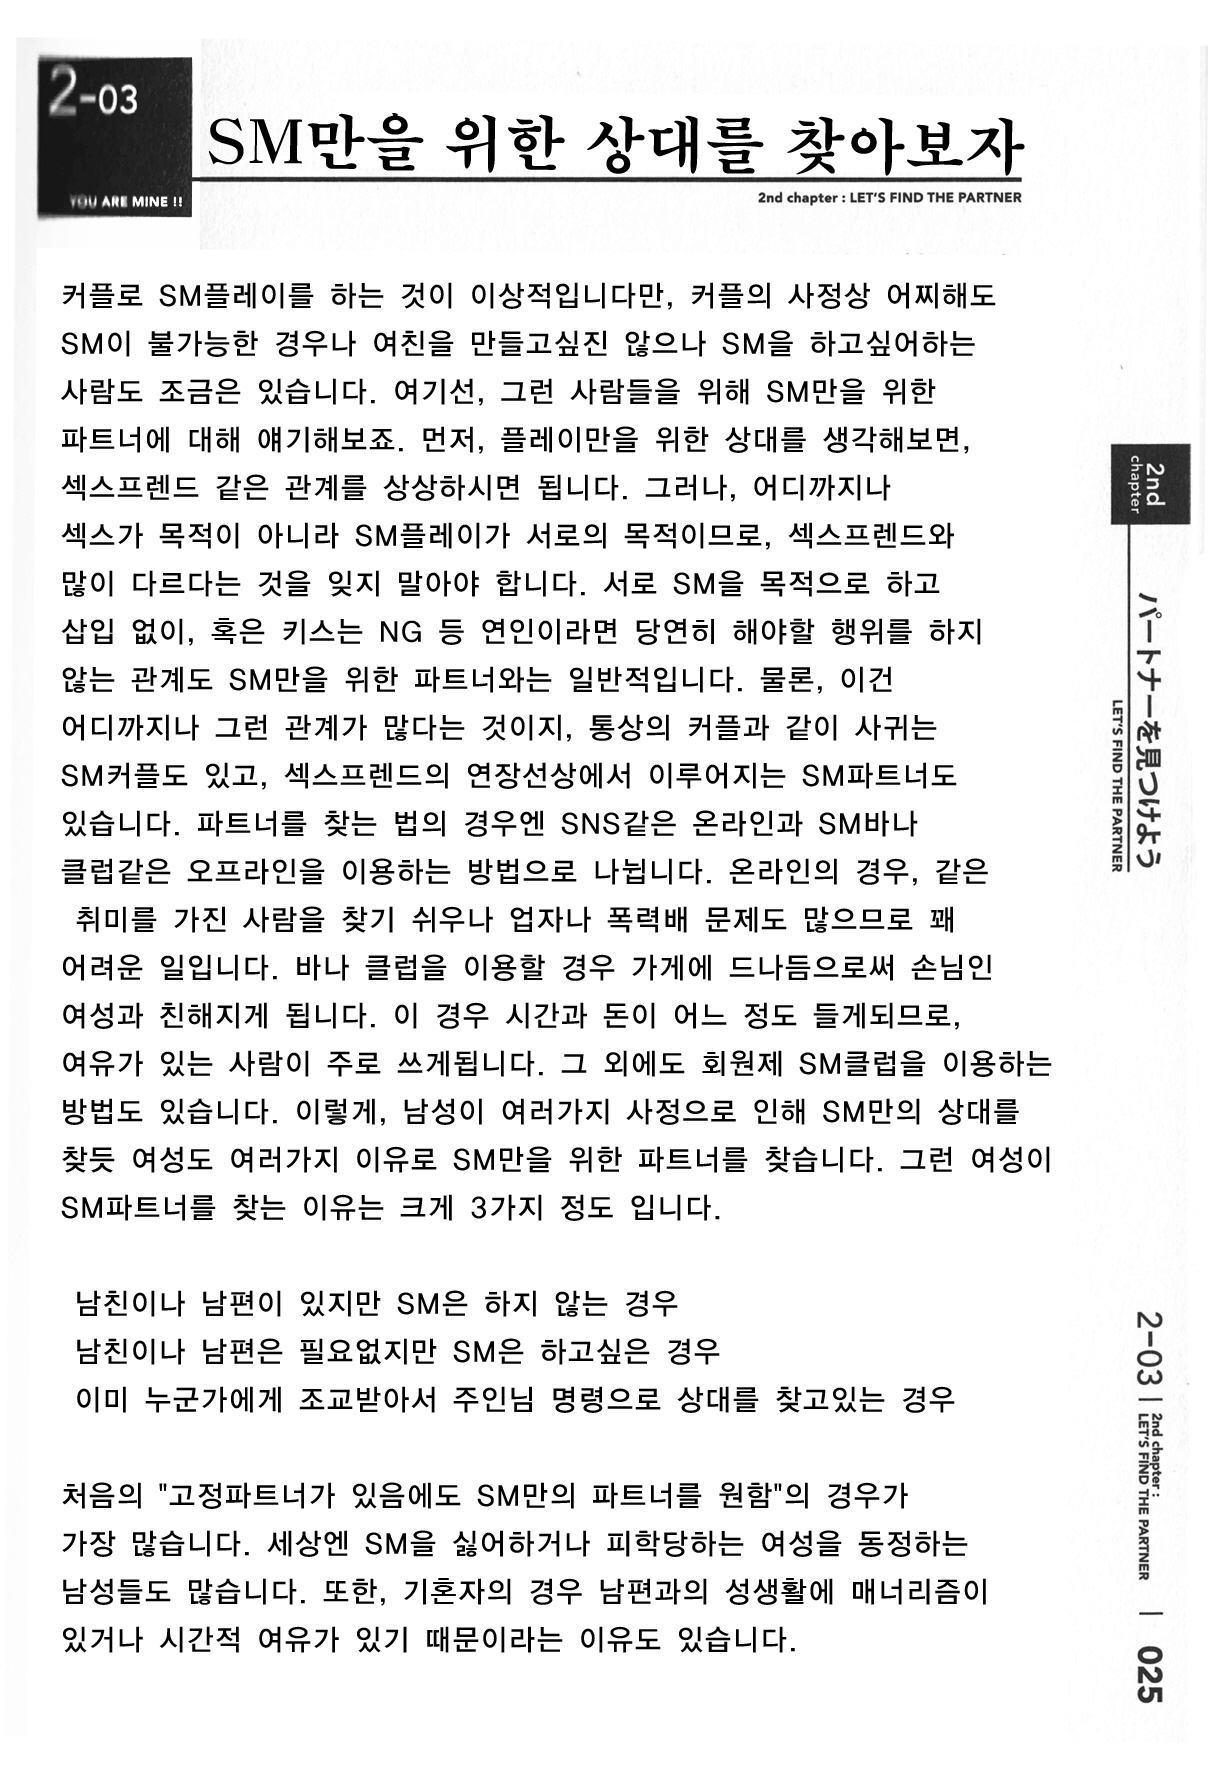 2-03
YOU ARE MINE !!
SM만을 위한 상대를 찾아보자
2nd chapter : LET'S FIND THE PARTNER
커플로 SM플레이를 하는 것이 이상적입니다만, 커플의 사정상 어찌해도
SM이 불가능한 경우나 여친을 만들고싶진 않으나 SM을 하고싶어하는
사람도 조금은 있습니다. 여기선, 그런 사람들을 위해 SM만을 위한
파트너에 대해 얘기해보죠. 먼저, 플레이만을 위한 상대를 생각해보면,
섹스프렌드 같은 관계를 상상하시면 됩니다. 그러나, 어디까지나
섹스가 목적이 아니라 SM플레이가 서로의 목적이므로, 섹스프렌드와
많이 다르다는 것을 잊지 말아야 합니다. 서로 SM을 목적으로 하고
삽입 없이, 혹은 키스는 NG 등 연인이라면 당연히 해야할 행위를 하지
않는 관계도 SM만을 위한 파트너와는 일반적입니다. 물론, 이건
어디까지나 그런 관계가 많다는 것이지, 통상의 커플과 같이 사귀는
SM커플도 있고, 섹스프렌드의 연장선상에서 이루어지는 SM파트너도
있습니다. 파트너를 찾는 법의 경우엔 SNS같은 온라인과 SM바나
클럽같은 오프라인을 이용하는 방법으로 나뉩니다. 온라인의 경우, 같은
취미를 가진 사람을 찾기 쉬우나 업자나 폭력배 문제도 많으므로 꽤
어려운 일입니다. 바나 클럽을 이용할 경우 가게에 드나듬으로써 손님인
여성과 친해지게 됩니다. 이 경우 시간과 돈이 어느 정도 들게되므로,
여유가 있는 사람이 주로 쓰게됩니다. 그 외에도 회원제 SM클럽을 이용하는
방법도 있습니다. 이렇게, 남성이 여러가지 사정으로 인해 SM만의 상대를
찾듯 여성도 여러가지 이유로 SM만을 위한 파트너를 찾습니다. 그런 여성이
SM파트너를 찾는 이유는 크게 3가지 정도 입니다.
남친이나 남편이 있지만 SM은 하지 않는 경우
남친이나 남편은 필요없지만 SM은 하고싶은 경우
이미 누군가에게 조교받아서 주인님 명령으로 상대를 찾고있는 경우
처음의 "고정파트너가 있음에도 SM만의 파트너를 원함"의 경우가
가장 많습니다. 세상엔 SM을 싫어하거나 피학당하는 여성을 동정하는
남성들도 많습니다. 또한, 기혼자의 경우 남편과의 성생활에 매너리즘이
있거나 시간적 여유가 있기 때문이라는 이유도 있습니다.
2nd
chapter
パートナーを見つけよう
LET'S FIND THE PARTNER
2-03
2nd chapter :
LET'S FIND THE PARTNER
025